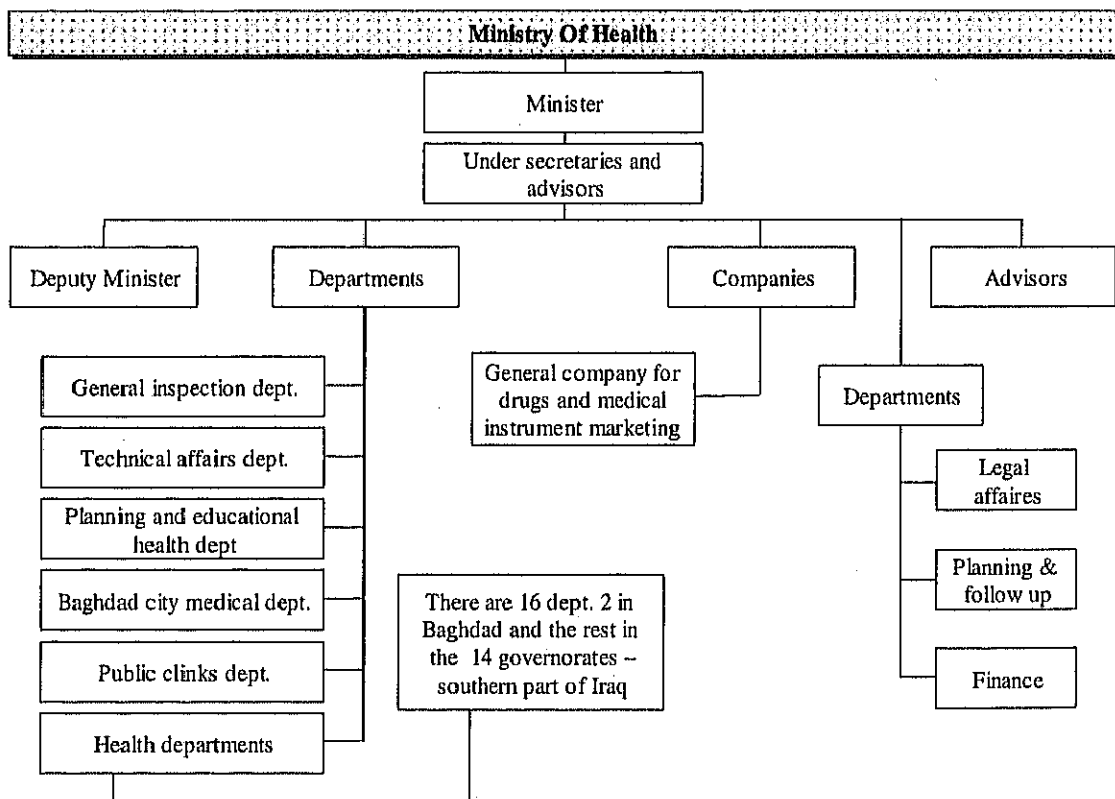 Ministry Of Health
Minister
Under secretaries and
advisors
Deputy Minister
Departments
Companies
Advisors
General inspection dept.
Technical affairs dept.
Planning and educational
health dept
Baghdad city medical dept.
Public clinks dept.
Health departments
There are 16 dept. 2 in
Baghdad and the rest in
the 14 governorates –
southern part of Iraq
General company for
drugs and medical
instrument marketing
Departments
Legal
affaires
Planning &
follow up
Finance